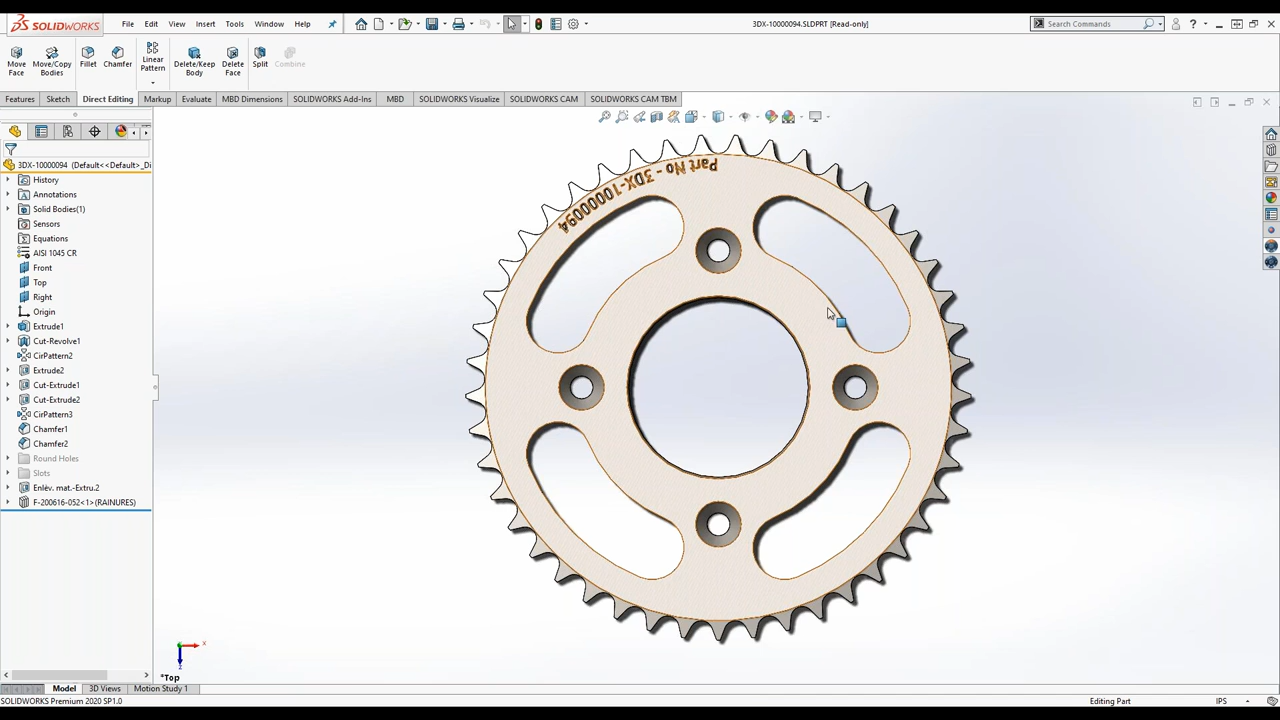 SOLIDWORKS
File Edit View Insert Tools Window Help
3DX-10000094.SLDPRT [Read-only]
Search Commands
Move Face
Move/Copy Bodies
Fillet
Chamfer
Linear Pattern
Delete/Keep Body
Delete Face
Split
Combine
Features Sketch Direct Editing Markup Evaluate MBD Dimensions SOLIDWORKS Add-Ins MBD SOLIDWORKS Visualize SOLIDWORKS CAM SOLIDWORKS CAM TBM
3DX-10000094 (Default<<Default>_Di
History
Annotations
Solid Bodies(1)
Sensors
Equations
AISI 1045 CR
Front
Top
Right
Origin
Extrude1
Cut-Revolve1
CirPattern2
Extrude2
Cut-Extrude1
Cut-Extrude2
CirPattern3
Chamfer1
Chamfer2
Round Holes
Slots
Enlèv. mat.-Extru.2
F-200616-052<1>(RAINURES)
Part No - 3DX-10000094
X
Z
*Top
Model 3D Views Motion Study 1
SOLIDWORKS Premium 2020 SP1.0
Editing Part
IPS